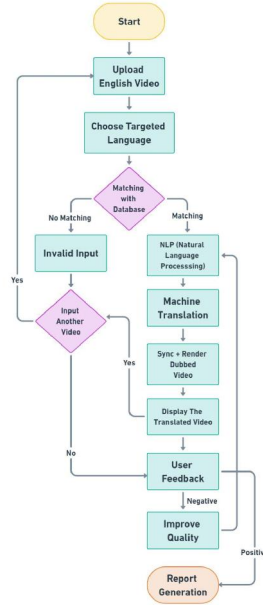 Start
Upload
English Video
Choose Targeted
Language
Matching
with
Database
No Matching
Matching
Invalid Input
NLP (Natural
Language
Processsing)
Yes
Input
Another
Video
Machine
Translation
Yes
Sync + Render
Dubbed
Video
Display The
Translated Video
No
User
Feedback
Negative
Improve
Quality
Positiv
Report
Generation